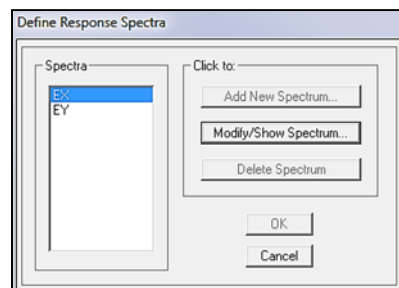 Define Response Spectra
Spectra
EX
EY
Click to:
Add New Spectrum...
Modify/Show Spectrum...
Delete Spectrum
OK
Cancel